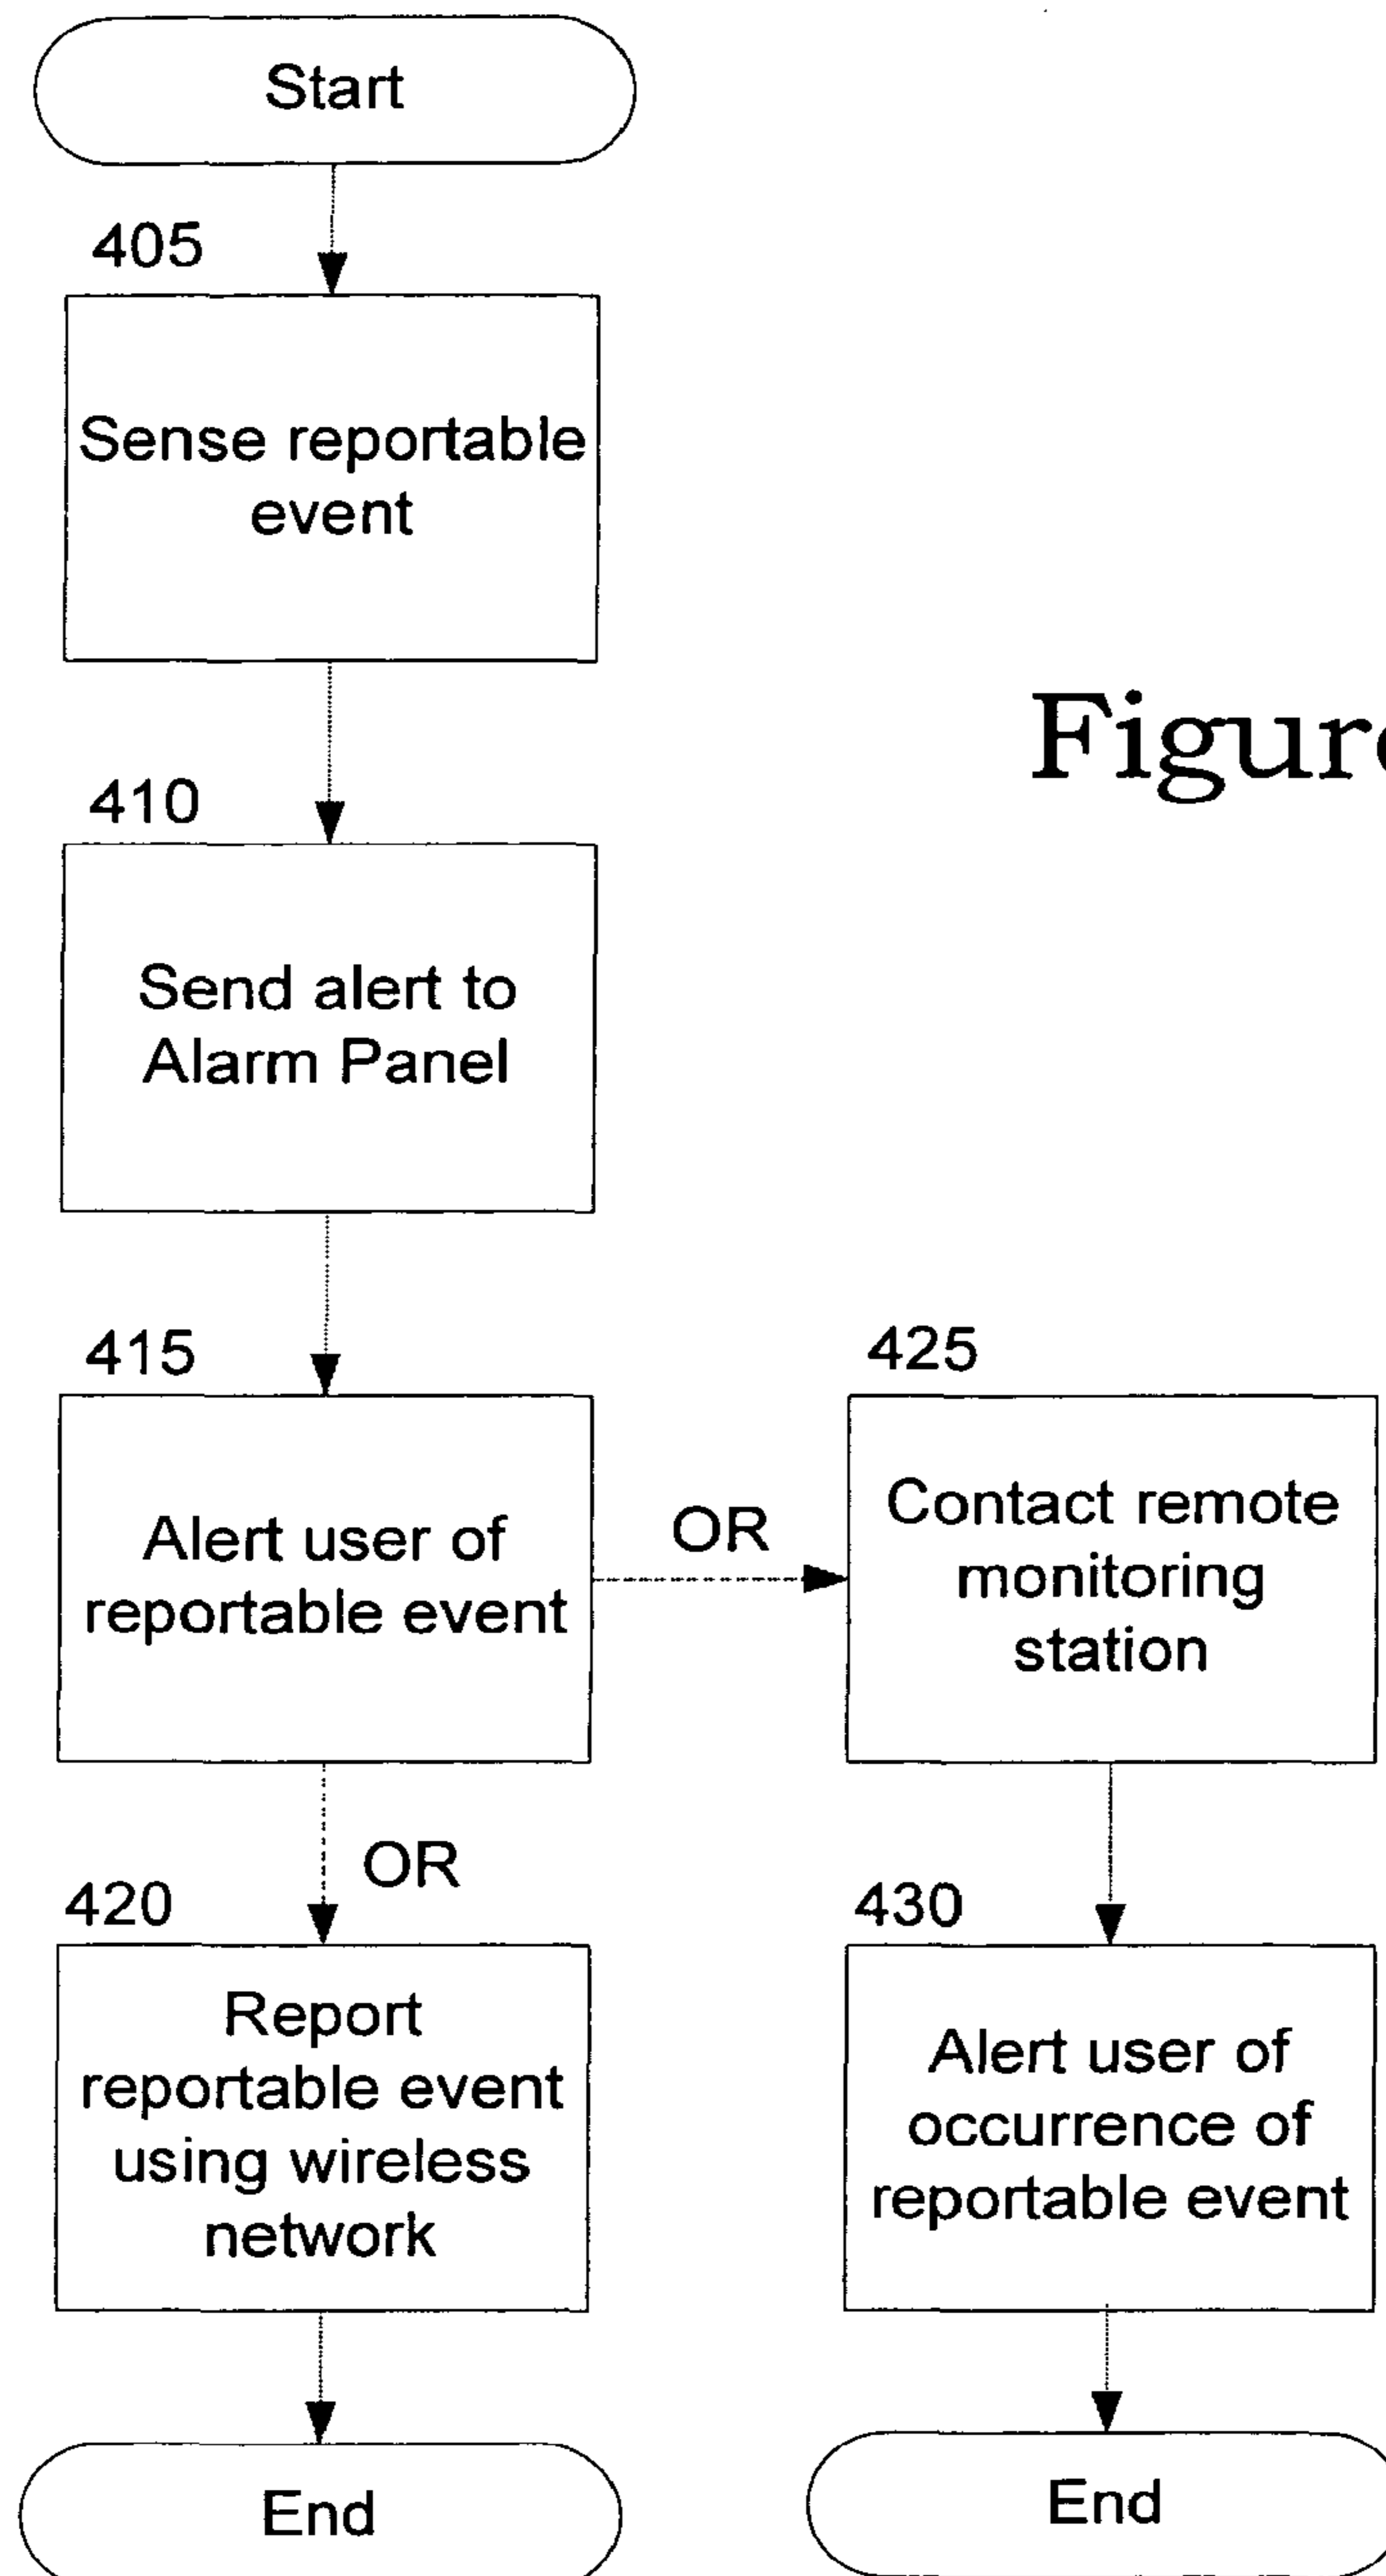 Start
405
Sense reportable
event
410
Send alert to
Alarm Panel
415
Alert user of
reportable event
OR
425
Contact remote
monitoring
station
OR
420
Report
reportable event
using wireless
network
430
Alert user of
occurrence of
reportable event
End
End
Figure